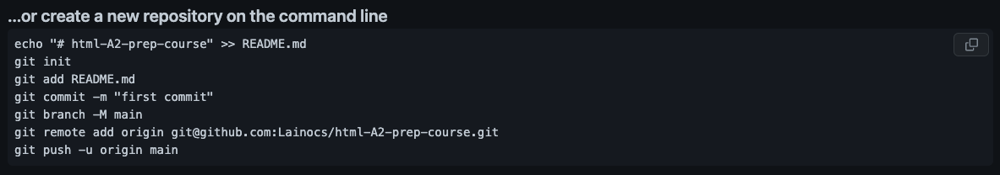 ...or create a new repository on the command line
echo "# html-A2-prep-course" >> README.md
git init
git add README.md
git commit -m "first commit"
git branch -M main
git remote add origin git@github.com:Lainocs/html-A2-prep-course.git
git push -u origin main